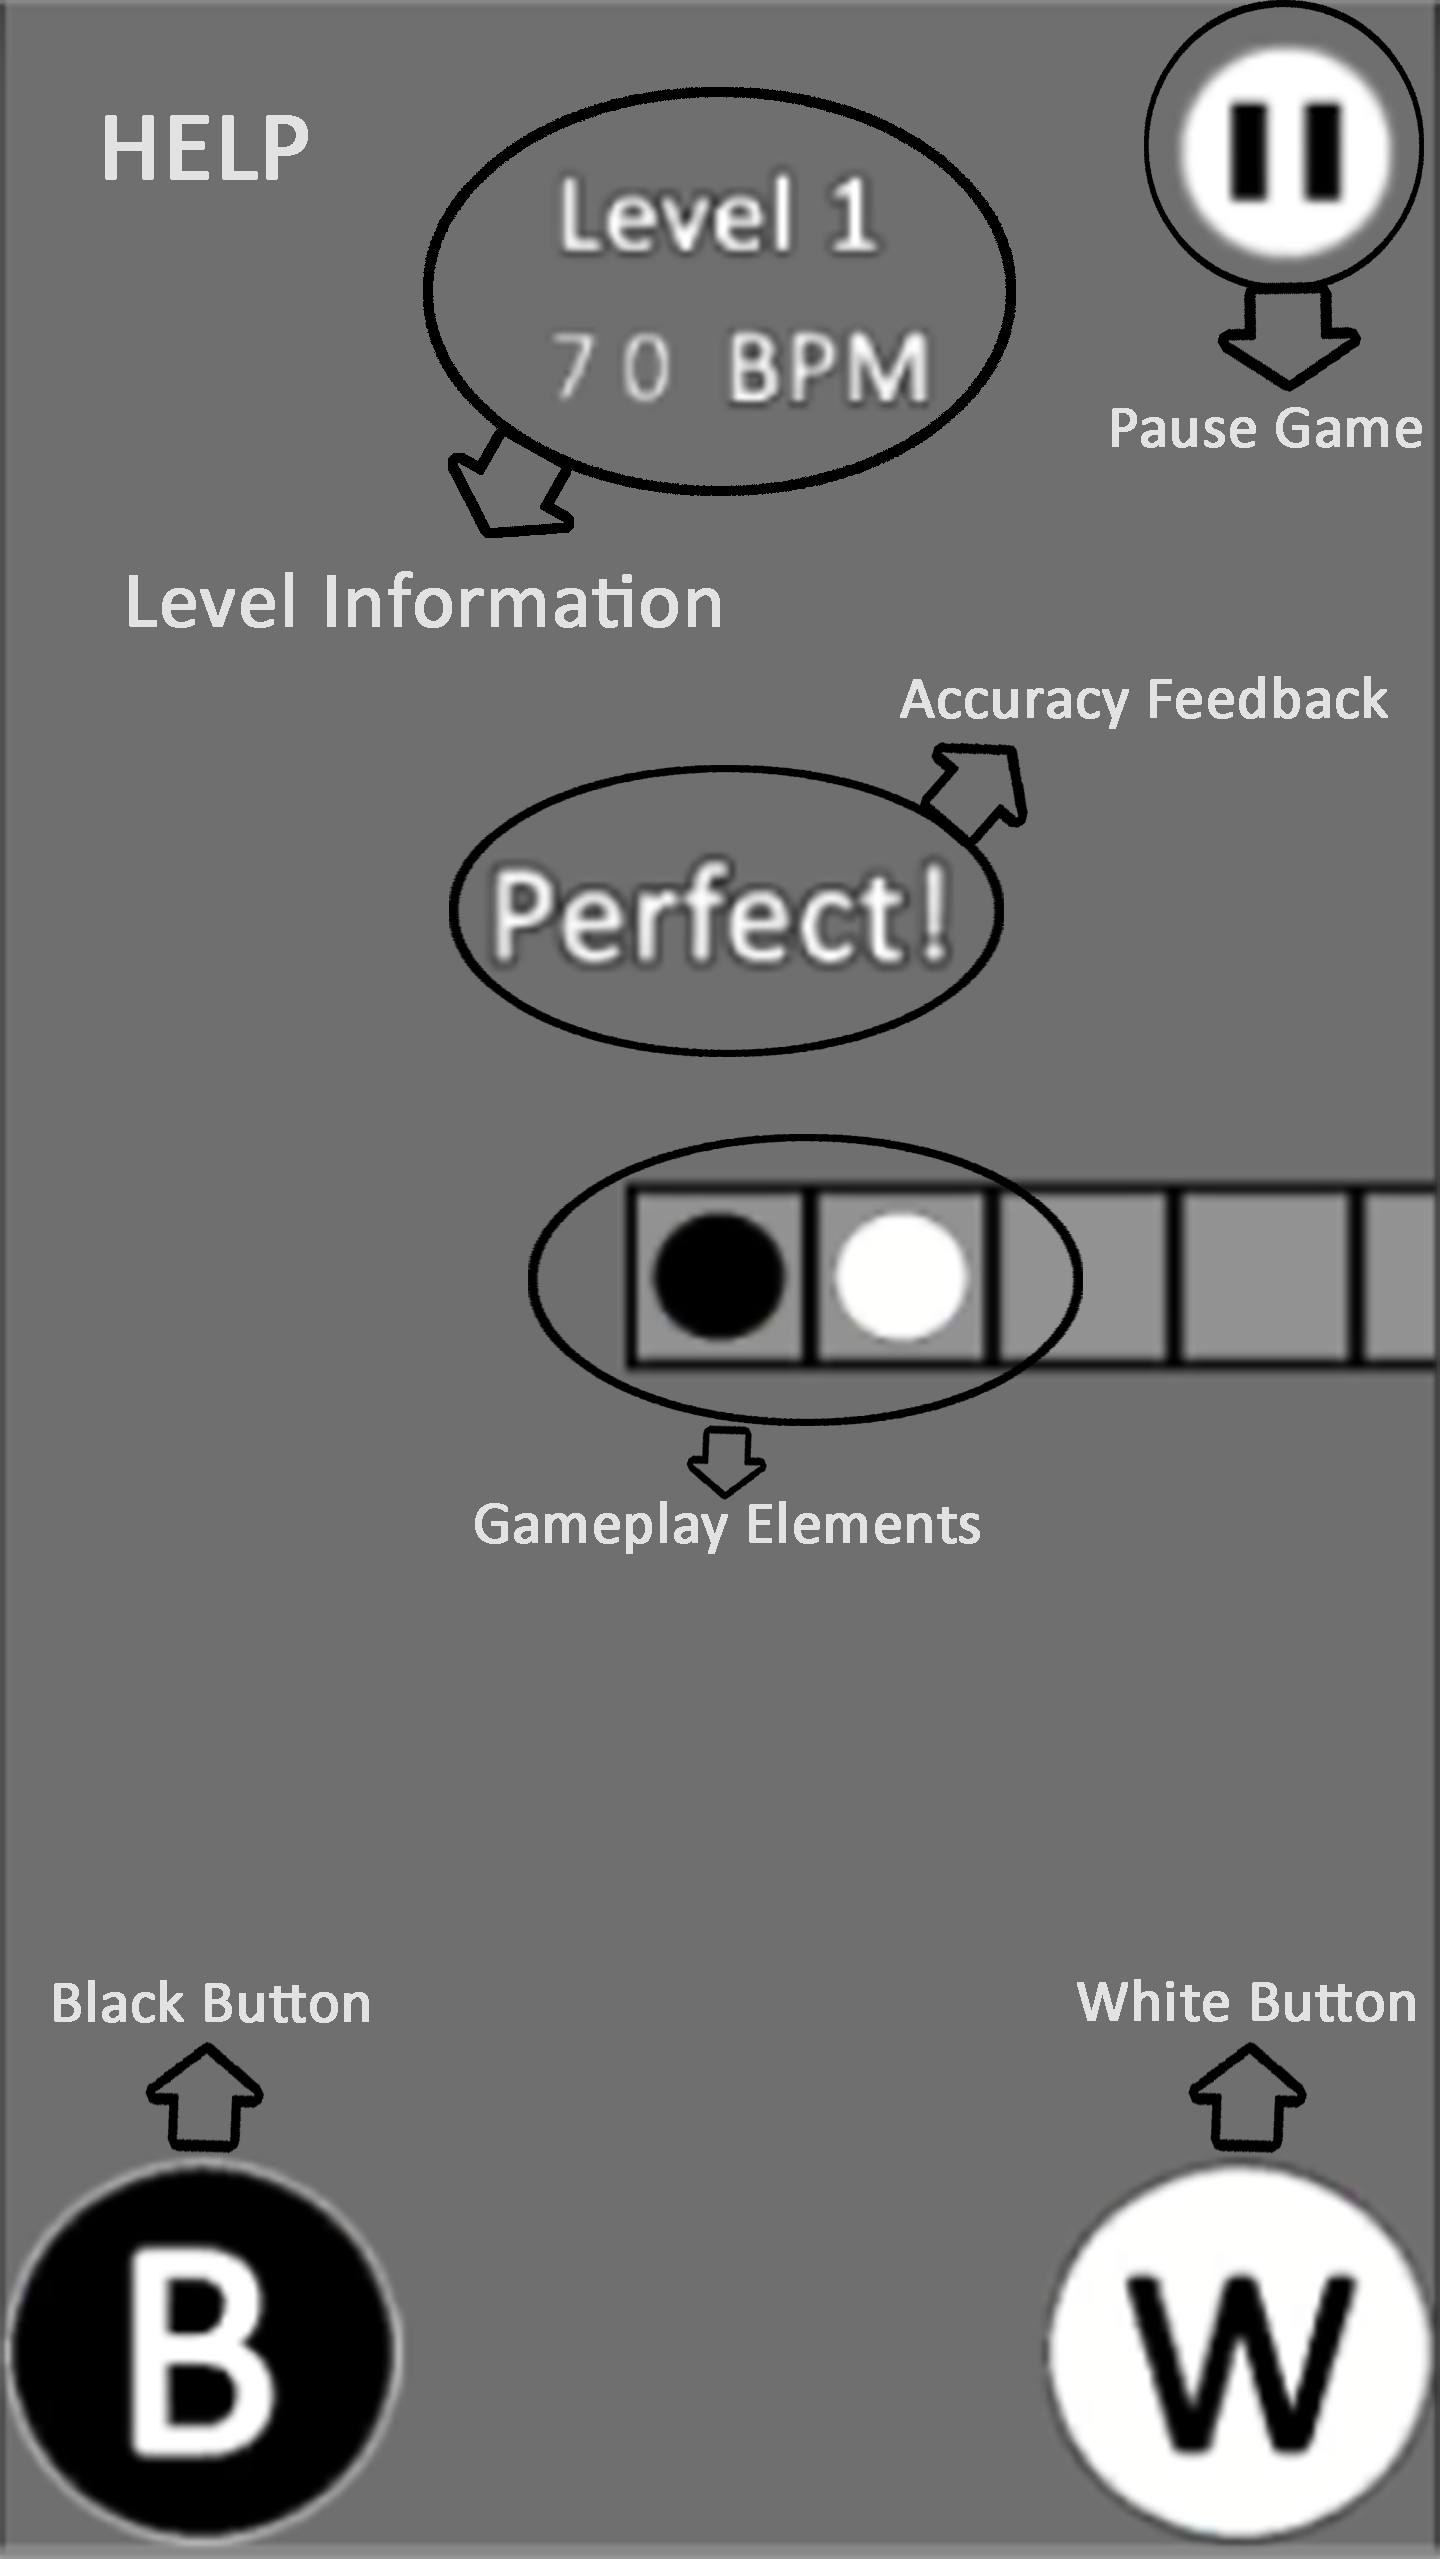 HELP
Level 1
70 BPM
Pause Game
Level Information
Accuracy Feedback
Perfect!
Gameplay Elements
Black Button
White Button
B
W